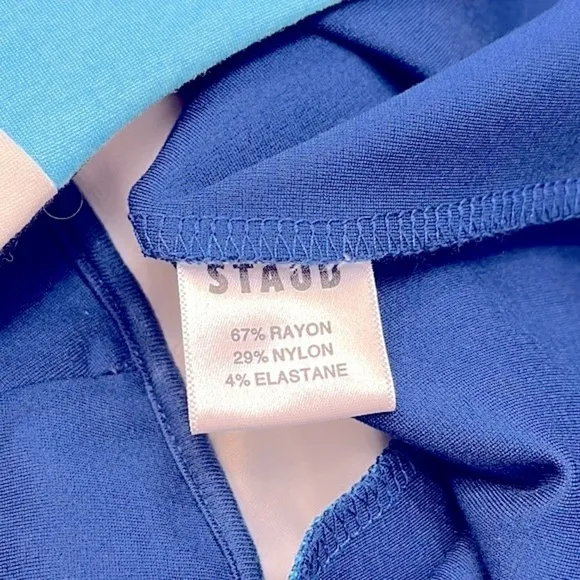 STAUD
67% RAYON
29% NYLON
4% ELASTANE